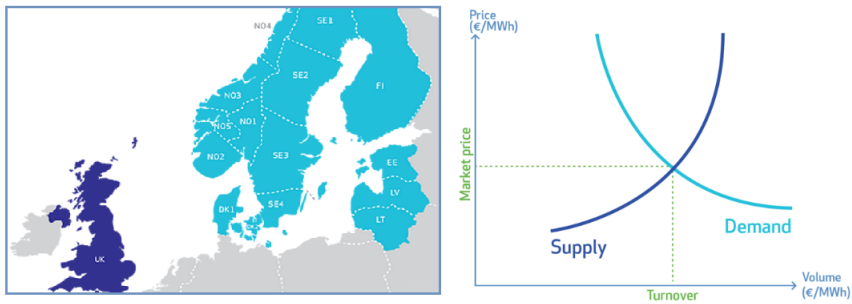 NO4
SE1
SE2
FI
NO3
NO5
NO1
NO2
SE3
EE
LV
LT
SE4
DK1
UK
Price
(€/MWh)
Market price
Supply
Demand
Turnover
Volume
(€/MWh)